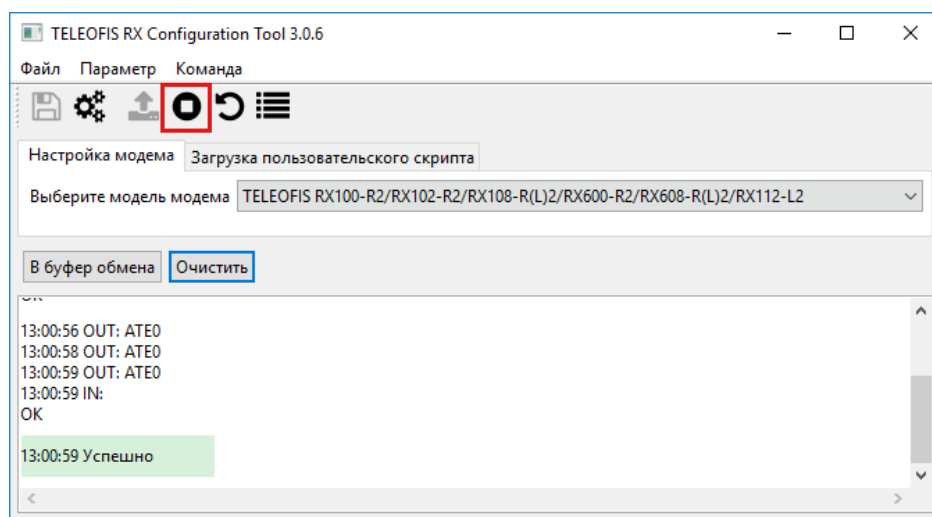 TELEOFIS RX Configuration Tool 3.0.6
Файл Параметр Команда
Настройка модема Загрузка пользовательского скрипта
Выберите модель модема TELEOFIS RX100-R2/RX102-R2/RX108-R(L)2/RX600-R2/RX608-R(L)2/RX112-L2
В буфер обмена Очистить
13:00:56 OUT: ATE0
13:00:58 OUT: ATE0
13:00:59 OUT: ATE0
13:00:59 IN:
OK
13:00:59 Успешно